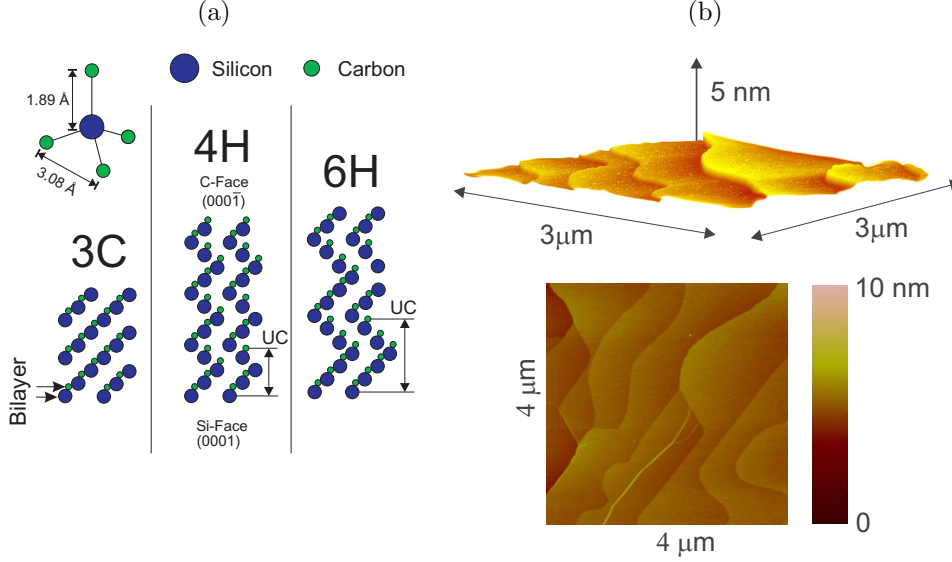 (a)
Silicon
Carbon
1.89 Å
3.08 Å
4H
C-Face
(0001̄)
6H
3C
UC
UC
Bilayer
Si-Face
(0001)
(b)
5 nm
3μm
3μm
10 nm
4 μm
0
4 μm